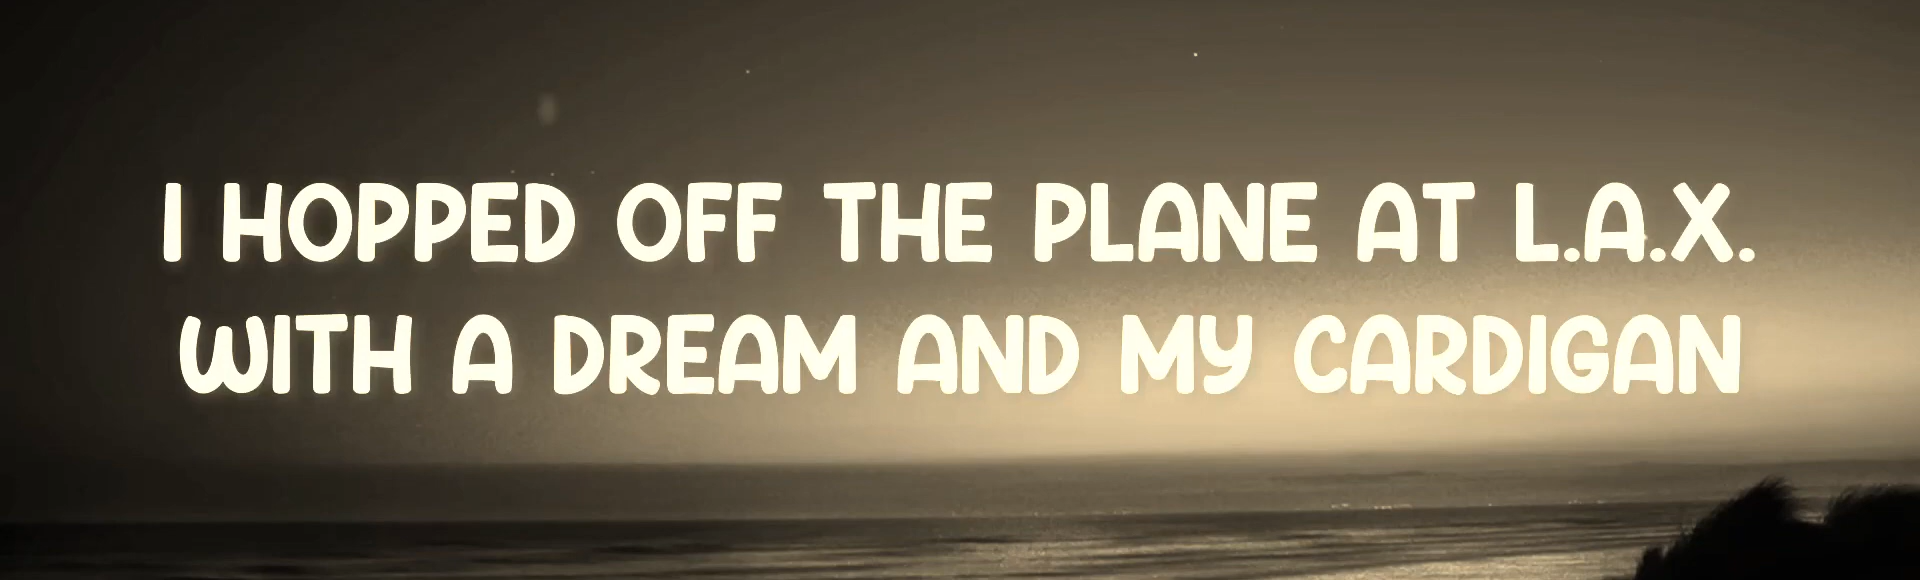 I HOPPED OFF THE PLANE AT L.A.X.
WITH A DREAM AND MY CARDIGAN